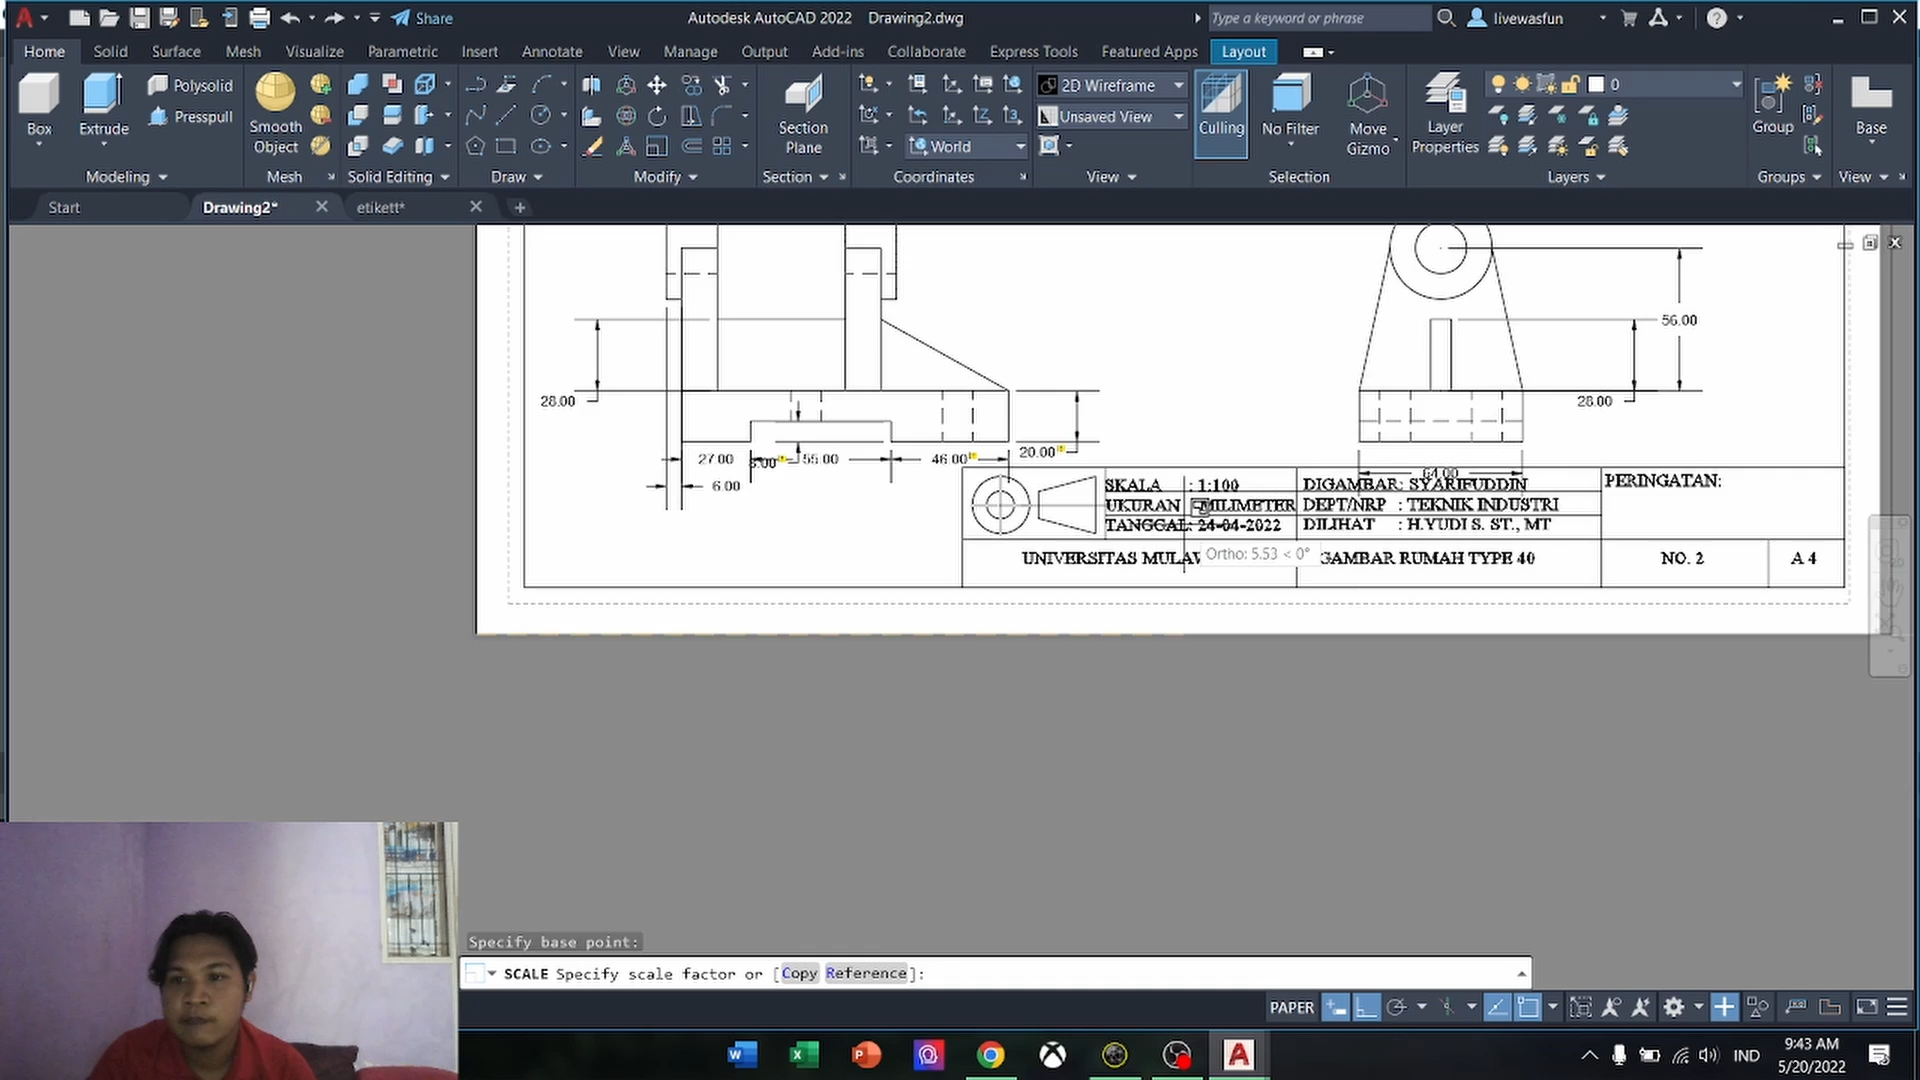 Share
Autodesk AutoCAD 2022 Drawing2.dwg
Type a keyword or phrase
livewasfun
Home Solid Surface Mesh Visualize Parametric Insert Annotate View Manage Output Add-ins Collaborate Express Tools Featured Apps Layout
Box
Extrude
Polysolid
Presspull
Smooth Object
Section Plane
World
2D Wireframe
Unsaved View
Culling
No Filter
Move Gizmo
Layer Properties
0
Group
Base
Modeling Mesh Solid Editing Draw Modify Section Coordinates View Selection Layers Groups View
Start Drawing2* etikett*
56.00
28.00
28.00
20.00
27.00
55.00
46.00
6.00
64.00
SKALA : 1:100
UKURAN : MILIMETER
TANGGAL: 24-04-2022
DIGAMBAR: SYARIFUDDIN
DEPT/NRP : TEKNIK INDUSTRI
DILIHAT : H.YUDI S. ST., MT
PERINGATAN:
Ortho: 5.53 < 0°
UNIVERSITAS
GAMBAR RUMAH TYPE 40
NO. 2
A 4
Specify base point:
SCALE Specify scale factor or [Copy Reference]:
PAPER
IND
9:43 AM
5/20/2022